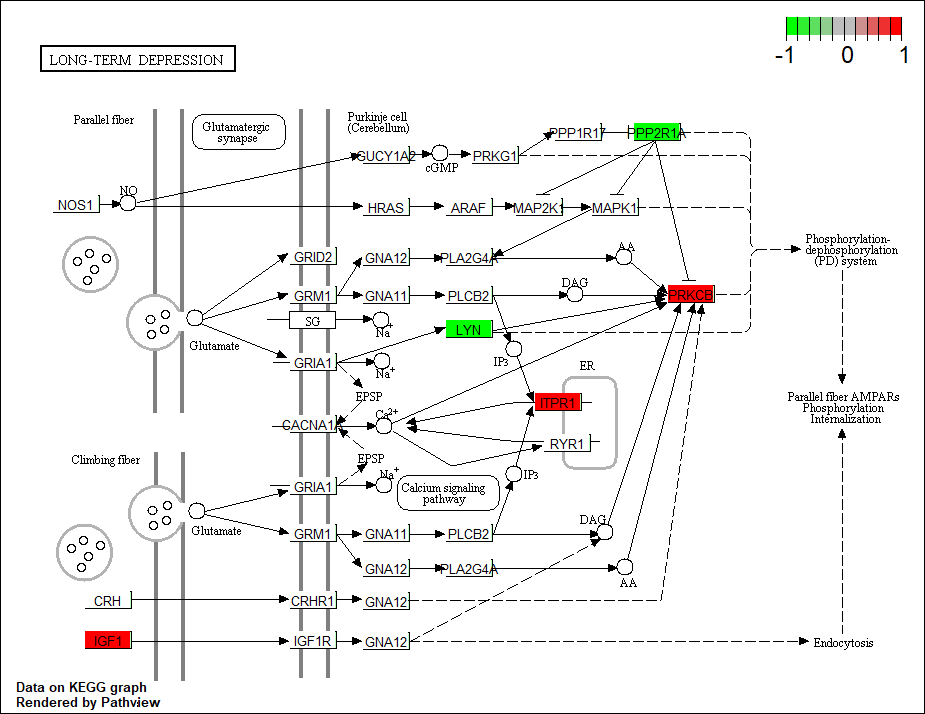 LONG-TERM DEPRESSION
-1 0 1
Parallel fiber
Glutamatergic
synapse
Purkinje cell
(Cerebellum)
PPP1R17
PPP2R1A
GUCY1A2
cGMP
PRKG1
NO
NOS1
HRAS
ARAF
MAP2K1
MAPK1
GRID2
GNA12
PLA2G4A
AA
Phosphorylation-
dephosphorylation
(PD) system
GRM1
GNA11
PLCB2
DAG
PRKCB
SG
Na+
LYN
Glutamate
IP3
GRIA1
Na+
ER
EPSP
ITPR1
Parallel fiber AMPARs
Phosphorylation
Internalization
CACNA1A
Ca2+
RYR1
Climbing fiber
EPSP
Na+
IP3
GRIA1
Calcium signaling
pathway
Glutamate
GRM1
GNA11
PLCB2
DAG
GNA12
PLA2G4A
AA
CRH
CRHR1
GNA12
IGF1
IGF1R
GNA12
Endocytosis
Data on KEGG graph
Rendered by Pathview